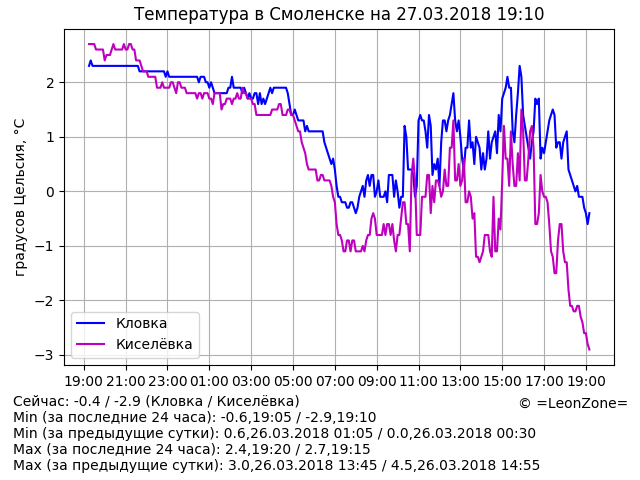 Температура в Смоленске на 27.03.2018 19:10
градусов Цельсия, °C
2
1
0
−1
−2
−3
Кловка
Киселёвка
19:00 21:00 23:00 01:00 03:00 05:00 07:00 09:00 11:00 13:00 15:00 17:00 19:00
Сейчас: -0.4 / -2.9 (Кловка / Киселёвка)
© =LeonZone=
Min (за последние 24 часа): -0.6,19:05 / -2.9,19:10
Min (за предыдущие сутки): 0.6,26.03.2018 01:05 / 0.0,26.03.2018 00:30
Max (за последние 24 часа): 2.4,19:20 / 2.7,19:15
Max (за предыдущие сутки): 3.0,26.03.2018 13:45 / 4.5,26.03.2018 14:55